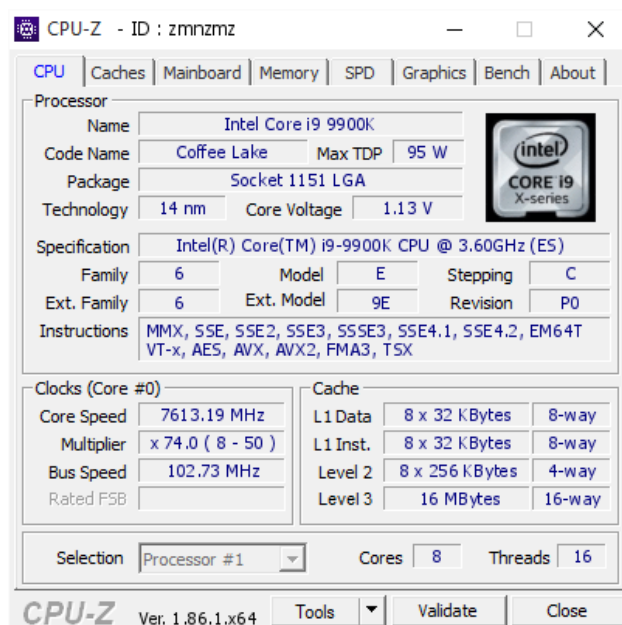 CPU-Z - ID : zmnzmz
CPU Caches Mainboard Memory SPD Graphics Bench About
Processor
Name Intel Core i9 9900K
Code Name Coffee Lake Max TDP 95 W
Package Socket 1151 LGA
Technology 14 nm Core Voltage 1.13 V
(intel)
CORE i9
X-series
Specification Intel(R) Core(TM) i9-9900K CPU @ 3.60GHz (ES)
Family 6 Model E Stepping C
Ext. Family 6 Ext. Model 9E Revision P0
Instructions MMX, SSE, SSE2, SSE3, SSSE3, SSE4.1, SSE4.2, EM64T
VT-x, AES, AVX, AVX2, FMA3, TSX
Clocks (Core #0)
Core Speed 7613.19 MHz
Multiplier x 74.0 ( 8 - 50 )
Bus Speed 102.73 MHz
Rated FSB
Cache
L1 Data 8 x 32 KBytes 8-way
L1 Inst. 8 x 32 KBytes 8-way
Level 2 8 x 256 KBytes 4-way
Level 3 16 MBytes 16-way
Selection Processor #1 Cores 8 Threads 16
CPU-Z Ver. 1.86.1.x64 Tools Validate Close